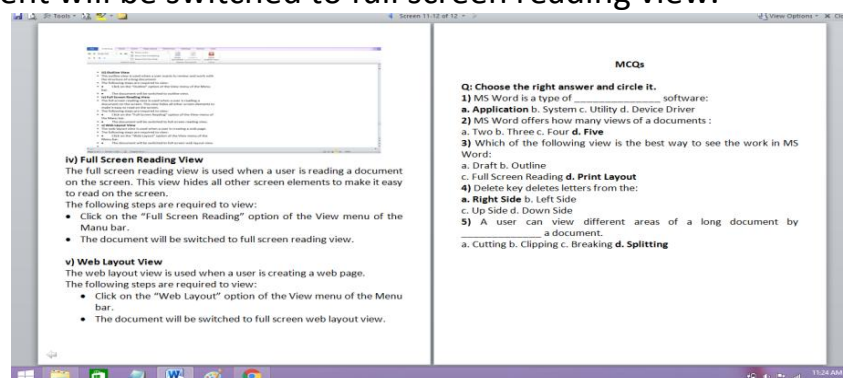 ent will be switched to full screen reading view.
Tools
Screen 11-12 of 12
View Options
iv) Full Screen Reading View
The full screen reading view is used when a user is reading a document
on the screen. This view hides all other screen elements to make it easy
to read on the screen.
The following steps are required to view:
• Click on the “Full Screen Reading” option of the View menu of the
Manu bar.
• The document will be switched to full screen reading view.
v) Web Layout View
The web layout view is used when a user is creating a web page.
The following steps are required to view:
• Click on the “Web Layout” option of the View menu of the Menu
bar.
• The document will be switched to full screen web layout view.
MCQs
Q: Choose the right answer and circle it.
1) MS Word is a type of ________________ software:
a. Application b. System c. Utility d. Device Driver
2) MS Word offers how many views of a documents :
a. Two b. Three c. Four d. Five
3) Which of the following view is the best way to see the work in MS
Word:
a. Draft b. Outline
c. Full Screen Reading d. Print Layout
4) Delete key deletes letters from the:
a. Right Side b. Left Side
c. Up Side d. Down Side
5) A user can view different areas of a long document by
_______________ a document.
a. Cutting b. Clipping c. Breaking d. Splitting
11:24 AM